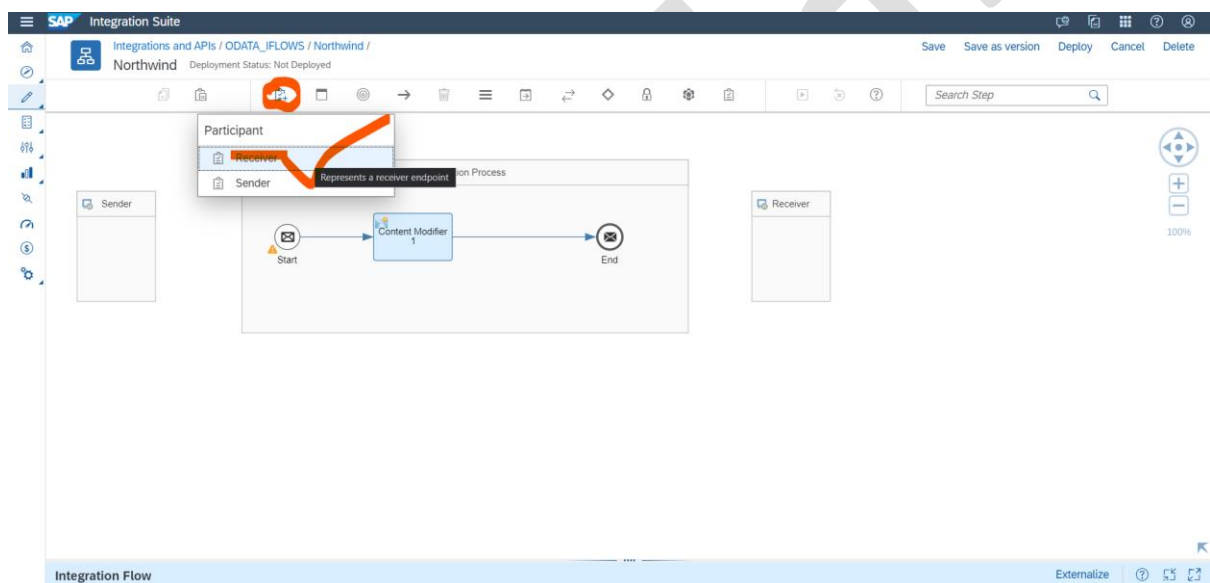 SAP Integration Suite
Integrations and APIs / ODATA_IFLOWS / Northwind /
Northwind Deployment Status: Not Deployed
Save Save as version Deploy Cancel Delete
Search Step
Participant
Receiver
Sender
Represents a receiver endpoint
ion Process
Sender
Receiver
Start
Content Modifier
1
End
100%
Integration Flow
Externalize